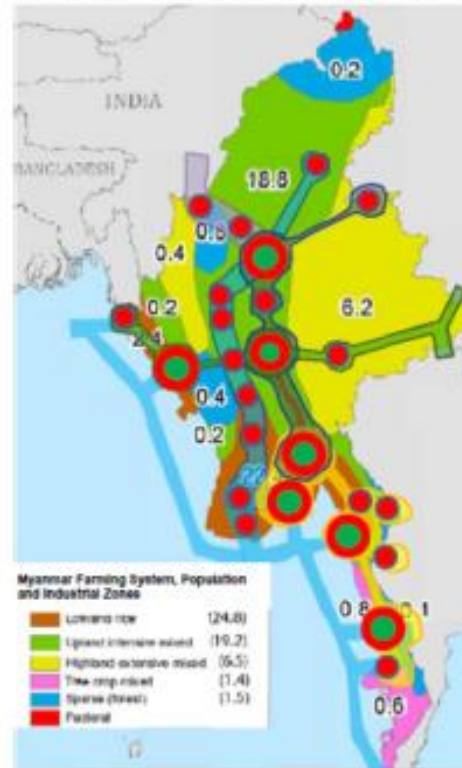 0.2
INDIA
BANGLADESH
18.8
0.4
0.2
6.2
0.4
0.2
22
Myanmar Farming System, Population
and Industrial Zones
Lowland rice (24.8)
Upland intensive mixed (19.2)
Highland extensive mixed (6.5)
Tree crop mixed (1.4)
Sparse (forest) (1.5)
Pastoral
0.8
0.1
0.6